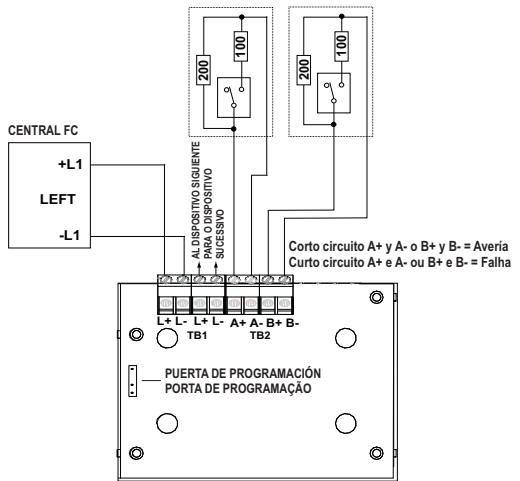 200
100
200
100
CENTRAL FC
+L1
LEFT
-L1
AL DISPOSITIVO SIGUIENTE
PARA O DISPOSITIVO
SUCESSIVO
Corto circuito A+ y A- o B+ y B- = Avería
Curto circuito A+ e A- ou B+ e B- = Falha
L+ L- L+ L- A+ A- B+ B-
TB1 TB2
PUERTA DE PROGRAMACIÓN
PORTA DE PROGRAMAÇÃO